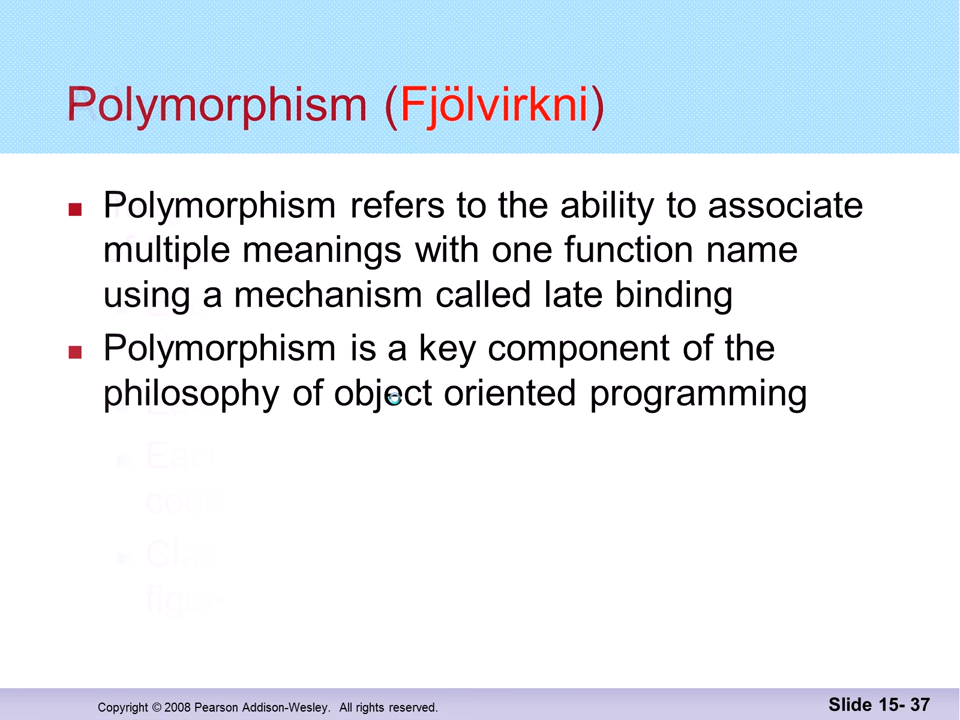 Polymorphism (Fjölvirkni)
Polymorphism refers to the ability to associate
multiple meanings with one function name
using a mechanism called late binding
Polymorphism is a key component of the
philosophy of object oriented programming
Copyright © 2008 Pearson Addison-Wesley. All rights reserved.
Slide 15- 37